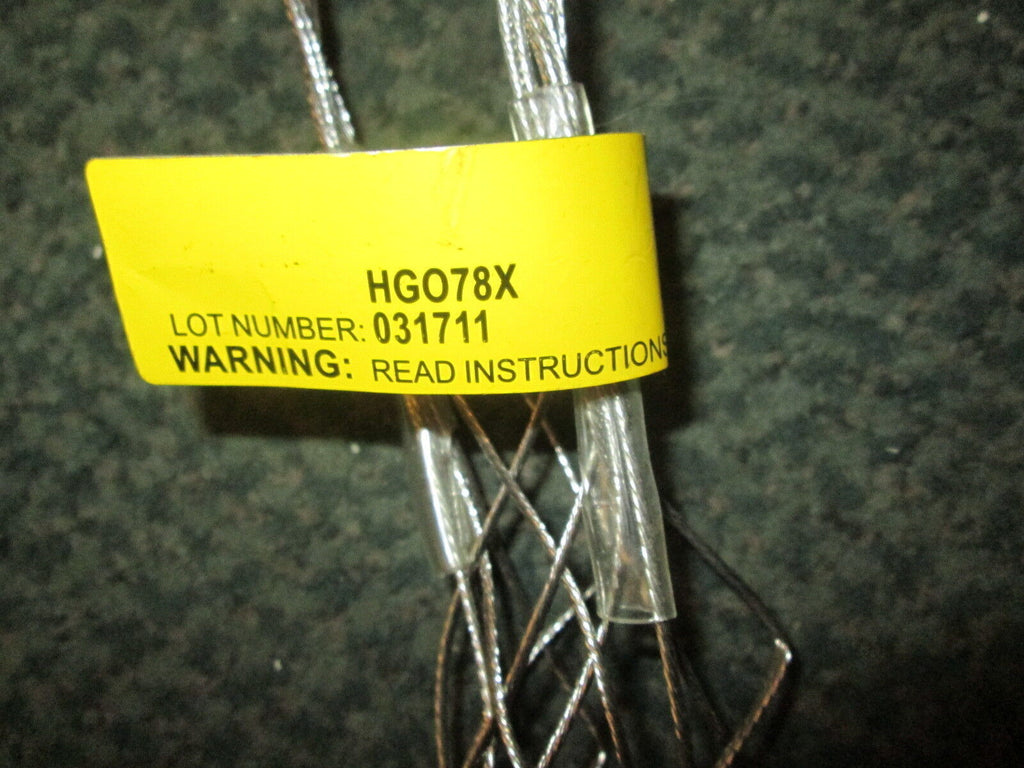 HGO78X
LOT NUMBER: 031711
WARNING: READ INSTRUCTIONS